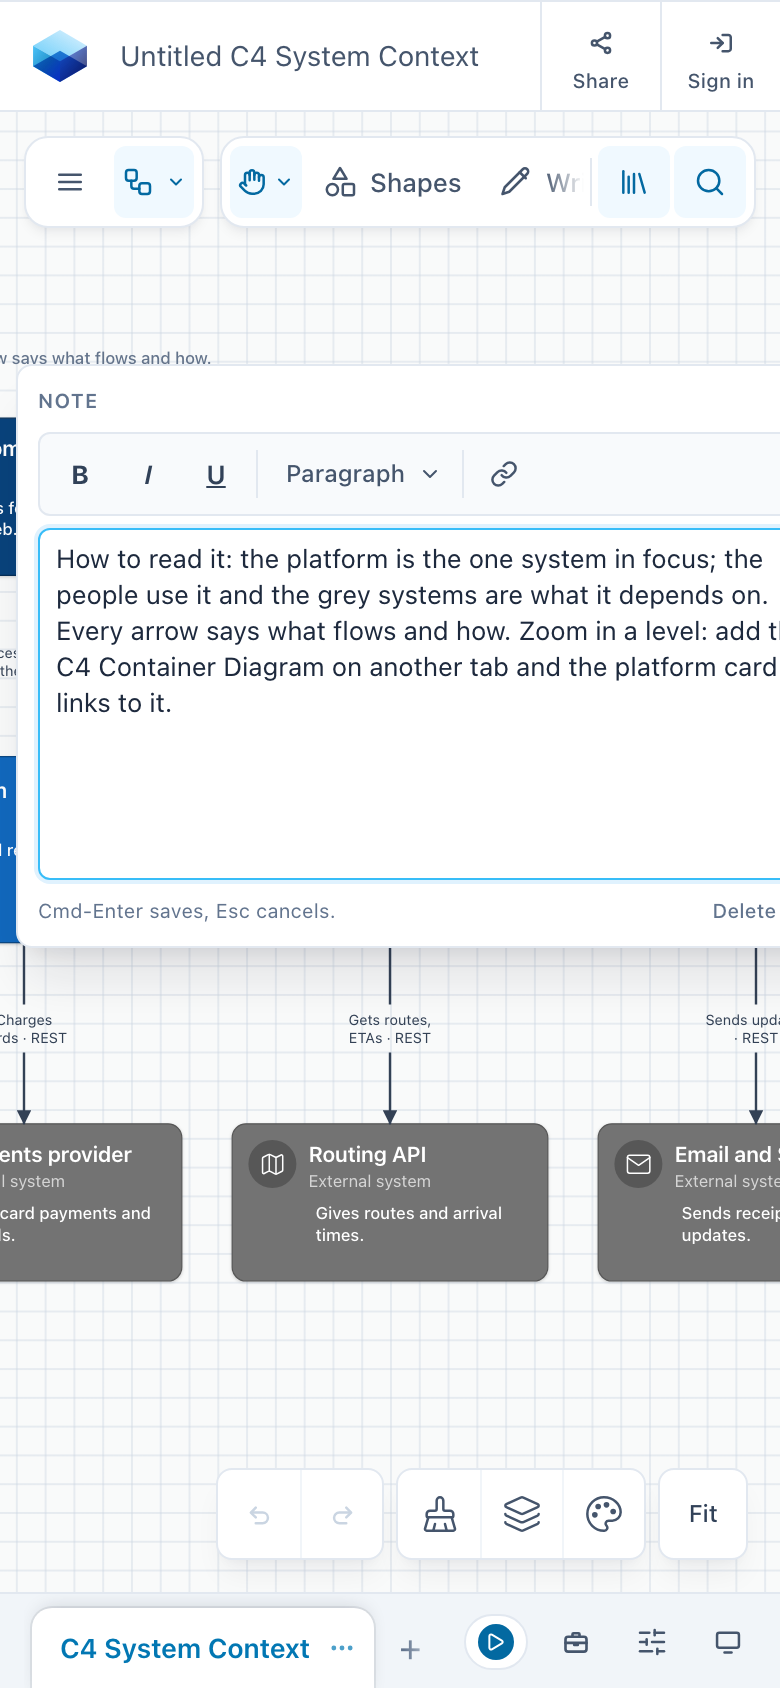 Untitled C4 System Context
Share
Sign in
Shapes
Wr
w says what flows and how.
NOTE
B I U Paragraph
How to read it: the platform is the one system in focus; the
people use it and the grey systems are what it depends on.
Every arrow says what flows and how. Zoom in a level: add
C4 Container Diagram on another tab and the platform card
links to it.
Cmd-Enter saves, Esc cancels.
Delete
Charges
rds · REST
Gets routes,
ETAs · REST
Sends upda
· REST
ents provider
l system
card payments and
ls.
Routing API
External system
Gives routes and arrival
times.
Email and
External syste
Sends receip
updates.
Fit
C4 System Context